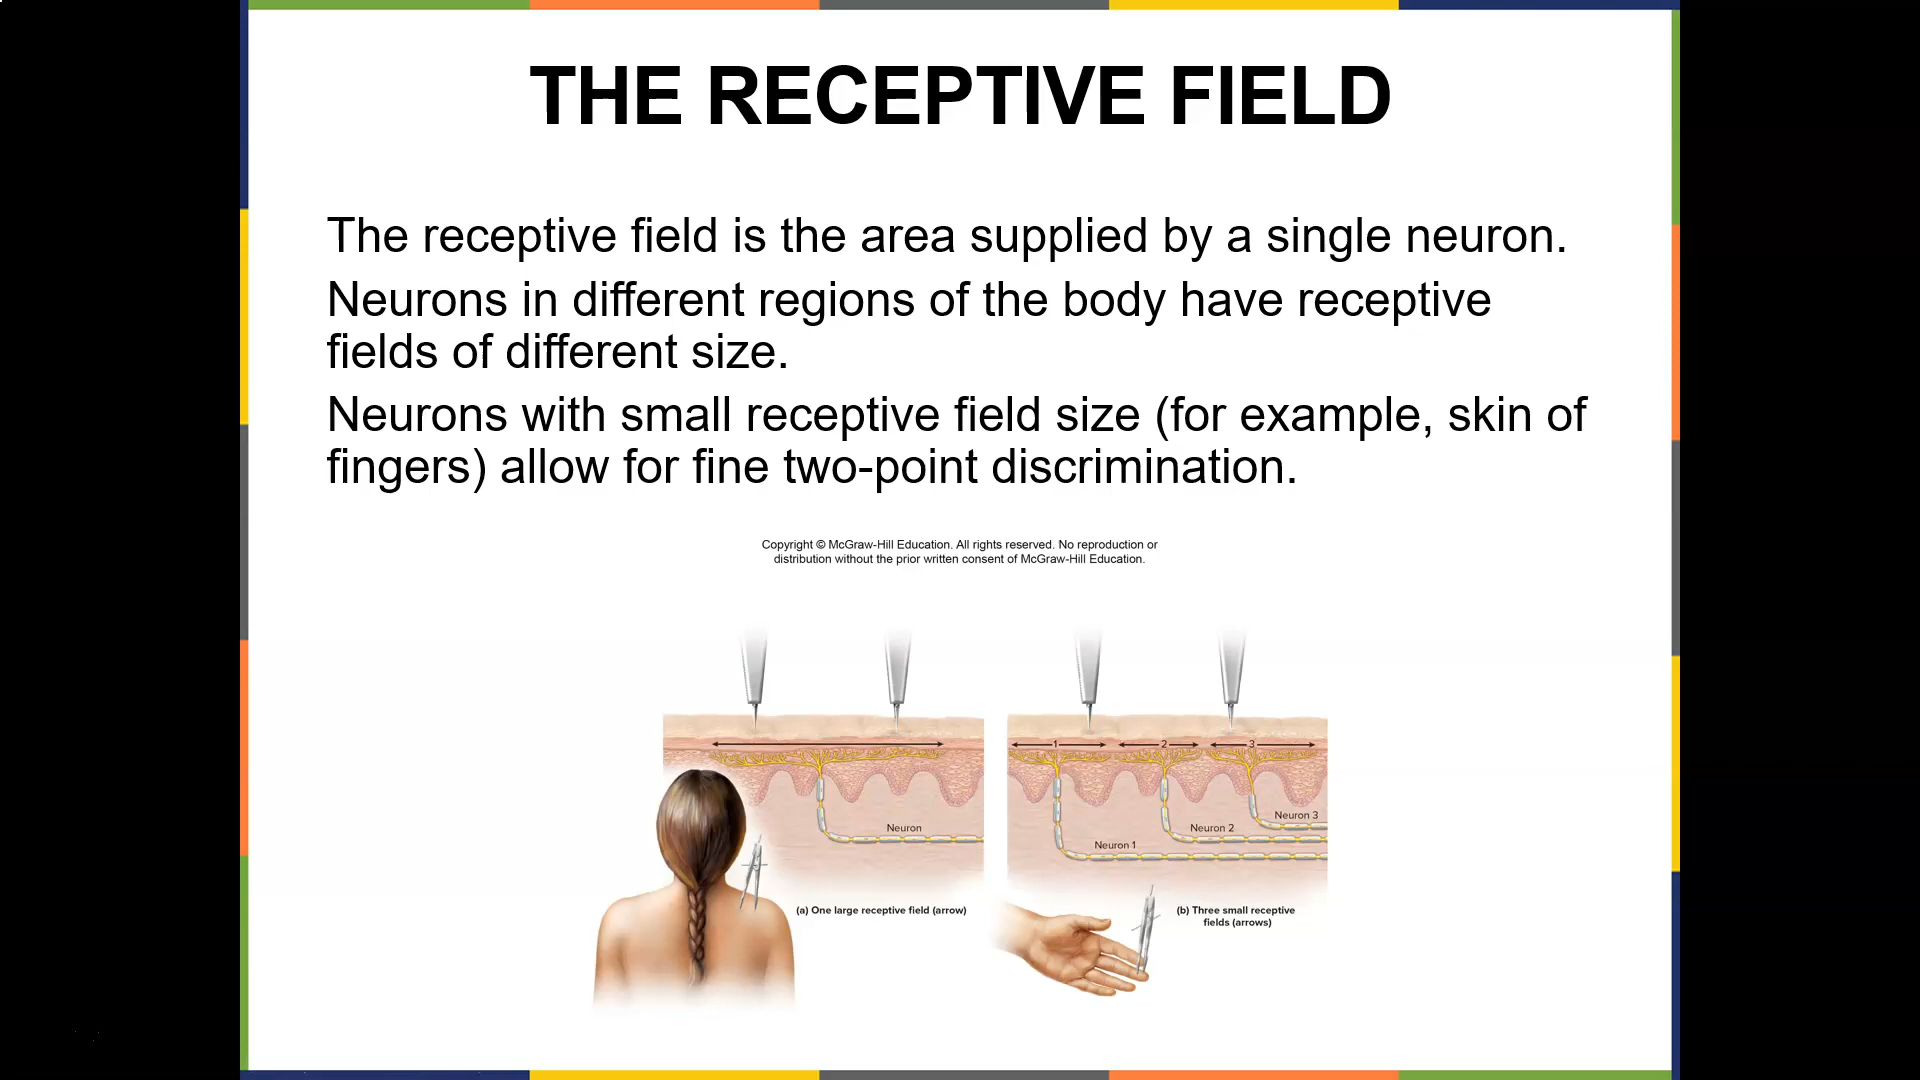 THE RECEPTIVE FIELD
The receptive field is the area supplied by a single neuron.
Neurons in different regions of the body have receptive
fields of different size.
Neurons with small receptive field size (for example, skin of
fingers) allow for fine two-point discrimination.
Copyright © McGraw-Hill Education. All rights reserved. No reproduction or
distribution without the prior written consent of McGraw-Hill Education.
Neuron
(a) One large receptive field (arrow)
1
2
3
Neuron 3
Neuron 2
Neuron 1
(b) Three small receptive
fields (arrows)